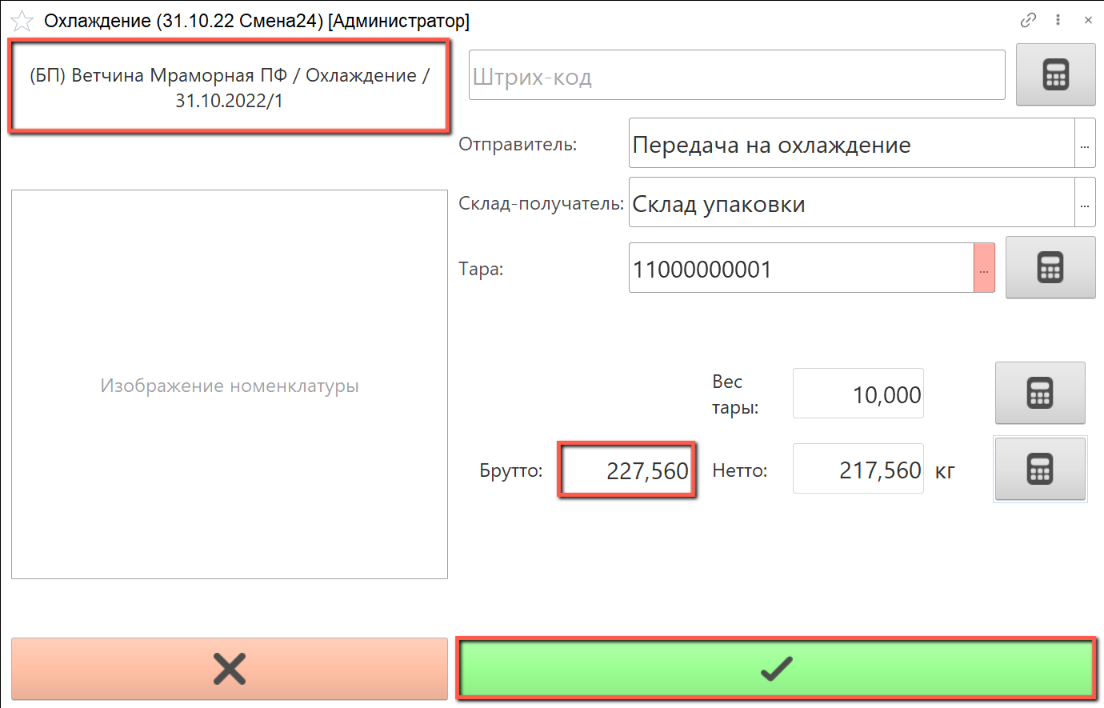 Охлаждение (31.10.22 Смена24) [Администратор]
(БП) Ветчина Мраморная ПФ / Охлаждение /
31.10.2022/1
Штрих-код
Отправитель:
Передача на охлаждение
...
Склад-получатель:
Склад упаковки
...
Тара:
11000000001
...
Изображение номенклатуры
Вес
тары:
10,000
Брутто:
227,560
Нетто:
217,560
кг